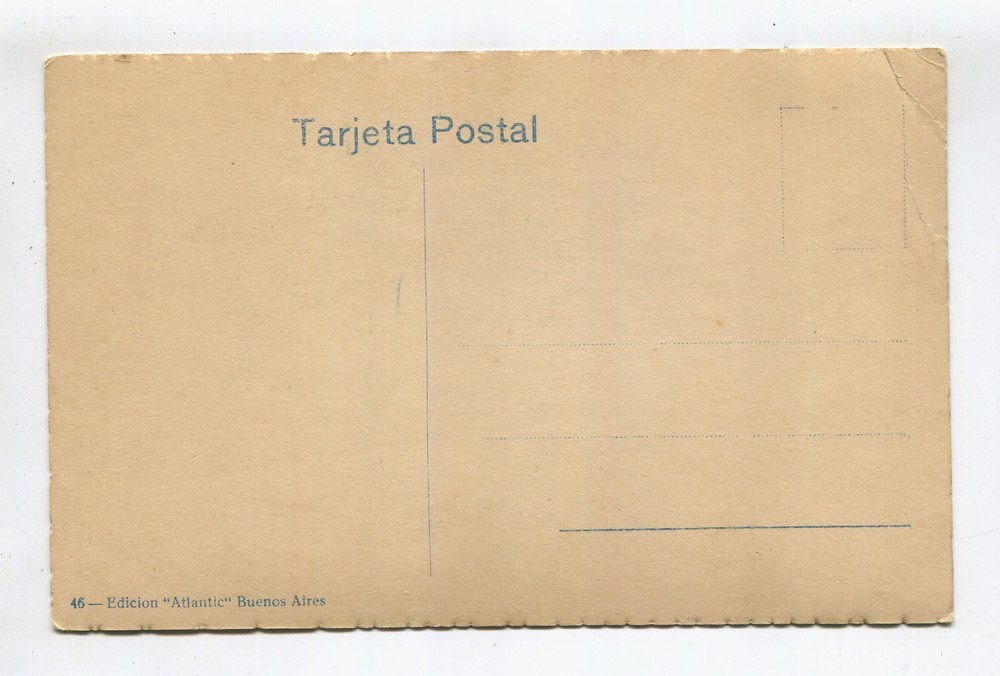 Tarjeta Postal
46 — Edicion “Atlantic“ Buenos Aires